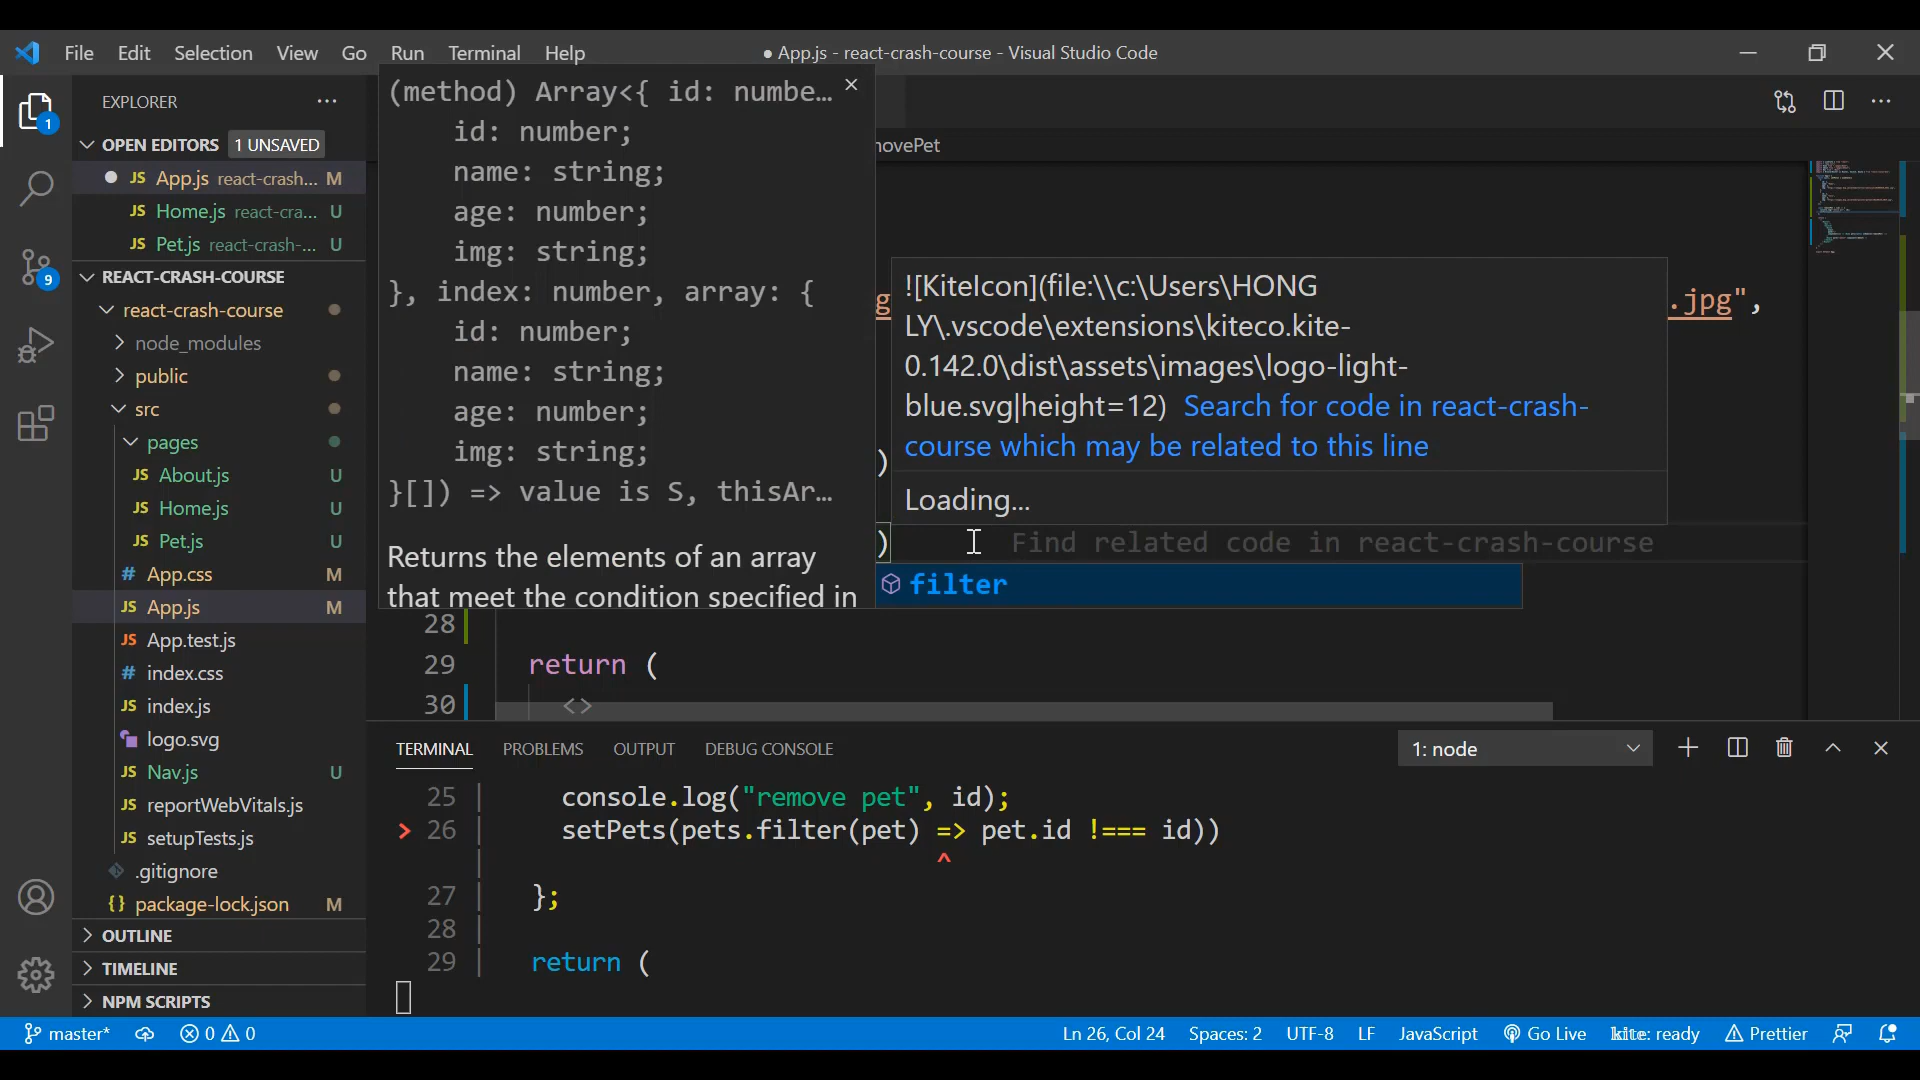 File Edit Selection View Go Run Terminal Help
● App.js - react-crash-course - Visual Studio Code
EXPLORER
OPEN EDITORS 1 UNSAVED
JS App.js react-crash... M
JS Home.js react-cra... U
JS Pet.js react-crash-... U
REACT-CRASH-COURSE
react-crash-course
node_modules
public
src
pages
JS About.js U
JS Home.js U
JS Pet.js U
# App.css M
JS App.js M
JS App.test.js
# index.css
JS index.js
logo.svg
JS Nav.js U
JS reportWebVitals.js
JS setupTests.js
.gitignore
{} package-lock.json M
OUTLINE
TIMELINE
NPM SCRIPTS
1
9
(method) Array<{ id: numbe...
id: number;
name: string;
age: number;
img: string;
}, index: number, array: {
id: number;
name: string;
age: number;
img: string;
}[]) => value is S, thisAr...
Returns the elements of an array
that meet the condition specified in
movePet
g
.jpg",
![KiteIcon](file:\\c:\Users\HONG
LY\.vscode\extensions\kiteco.kite-
0.142.0\dist\assets\images\logo-light-
blue.svg|height=12) Search for code in react-crash-
course which may be related to this line
Loading...
)
) Find related code in react-crash-course
filter
28
29 return (
30 <>
TERMINAL PROBLEMS OUTPUT DEBUG CONSOLE 1: node
25 | console.log("remove pet", id);
> 26 | setPets(pets.filter(pet) => pet.id !=== id))
| ^
27 | };
28 |
29 | return (
master* 0 0 Ln 26, Col 24 Spaces: 2 UTF-8 LF JavaScript Go Live kite: ready Prettier